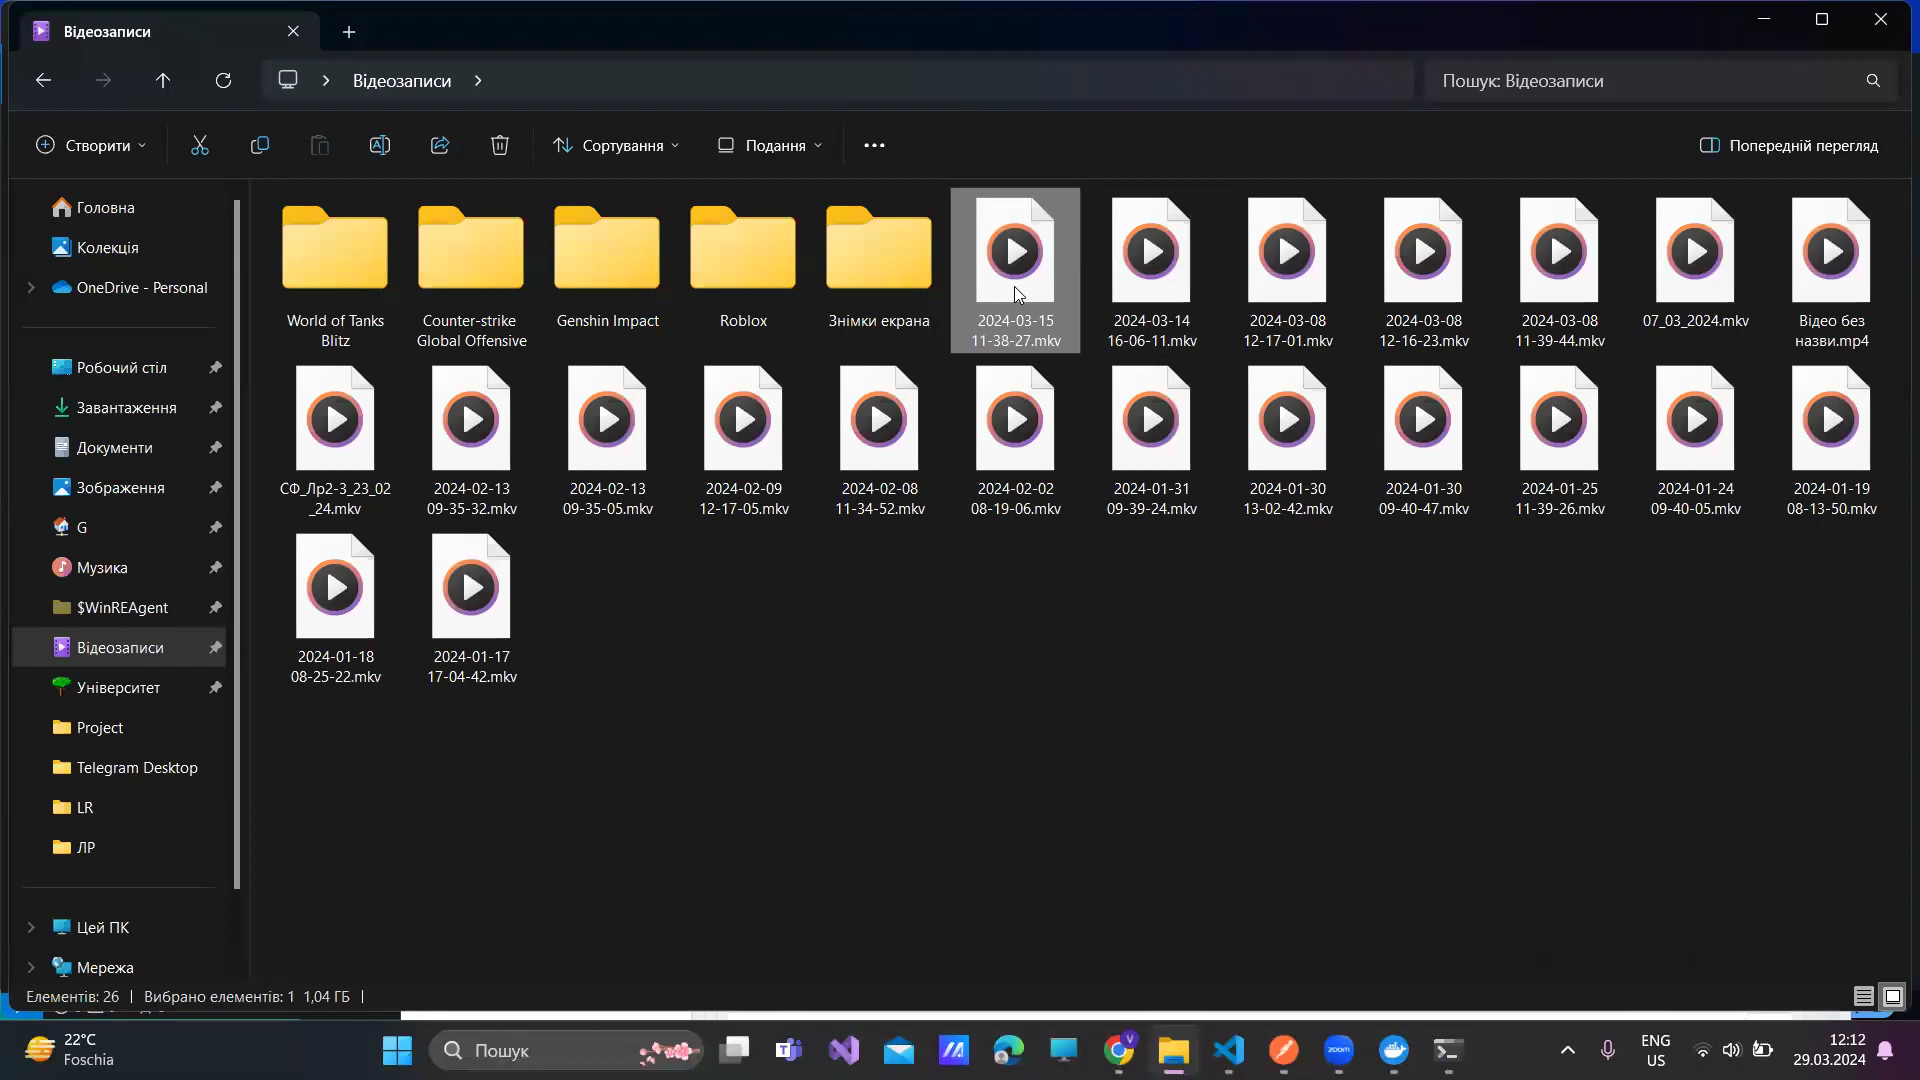 Відеозаписи
Відеозаписи
Пошук: Відеозаписи
Створити
Сортування
Подання
Попередній перегляд
Головна
Колекція
OneDrive - Personal
Робочий стіл
Завантаження
Документи
Зображення
G
Музика
$WinREAgent
Відеозаписи
Університет
Project
Telegram Desktop
LR
ЛР
Цей ПК
Мережа
World of Tanks
Blitz
Counter-strike
Global Offensive
Genshin Impact
Roblox
Знімки екрана
2024-03-15
11-38-27.mkv
2024-03-14
16-06-11.mkv
2024-03-08
12-17-01.mkv
2024-03-08
12-16-23.mkv
2024-03-08
11-39-44.mkv
07_03_2024.mkv
Відео без
назви.mp4
СФ_Лр2-3_23_02
_24.mkv
2024-02-13
09-35-32.mkv
2024-02-13
09-35-05.mkv
2024-02-09
12-17-05.mkv
2024-02-08
11-34-52.mkv
2024-02-02
08-19-06.mkv
2024-01-31
09-39-24.mkv
2024-01-30
13-02-42.mkv
2024-01-30
09-40-47.mkv
2024-01-25
11-39-26.mkv
2024-01-24
09-40-05.mkv
2024-01-19
08-13-50.mkv
2024-01-18
08-25-22.mkv
2024-01-17
17-04-42.mkv
Елементів: 26 | Вибрано елементів: 1 1,04 ГБ |
22°C
Foschia
Пошук
zoom
ENG
US
12:12
29.03.2024